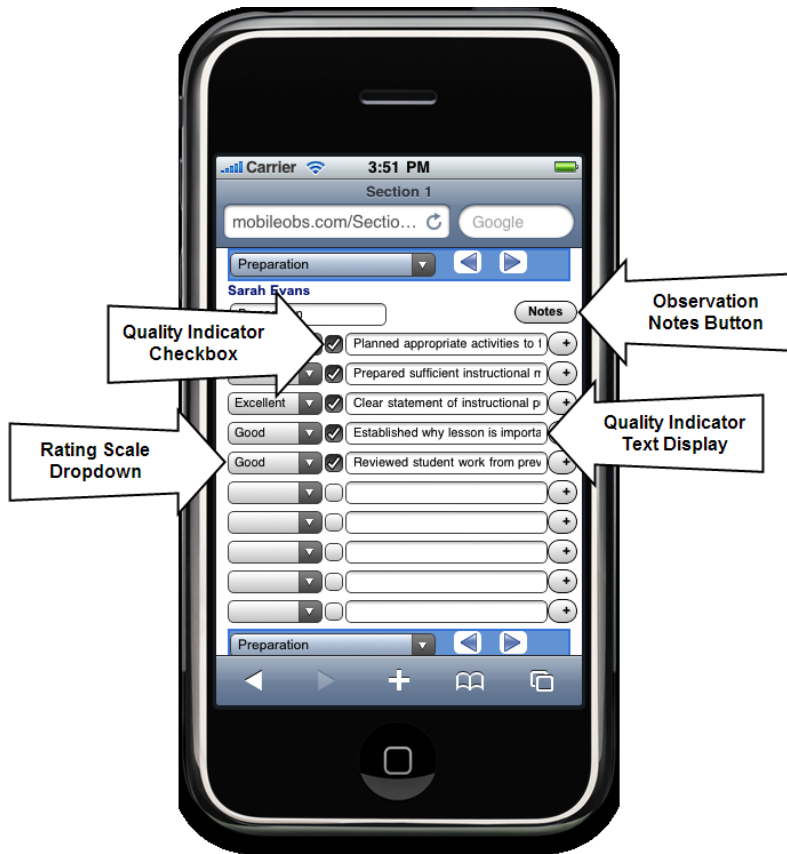 Carrier 3:51 PM
Section 1
mobileobs.com/Sectio... Google
Preparation
Sarah Evans
Notes
Observation
Notes Button
Quality Indicator
Checkbox
Planned appropriate activities to f +
Prepared sufficient instructional m +
Excellent Clear statement of instructional p +
Good Established why lesson is importa
Quality Indicator
Text Display
Rating Scale
Dropdown
Good Reviewed student work from prev +
+
+
+
+
+
Preparation